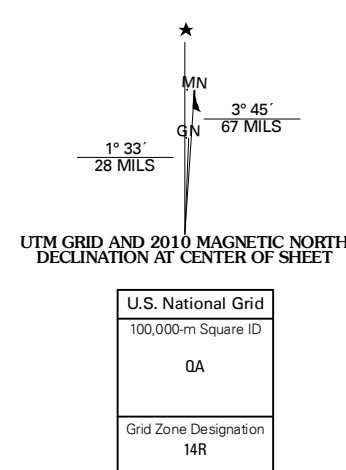 ★
MN
3° 45´
67 MILS
GN
1° 33´
28 MILS
UTM GRID AND 2010 MAGNETIC NORTH
DECLINATION AT CENTER OF SHEET
U.S. National Grid
100,000-m Square ID
QA
Grid Zone Designation
14R